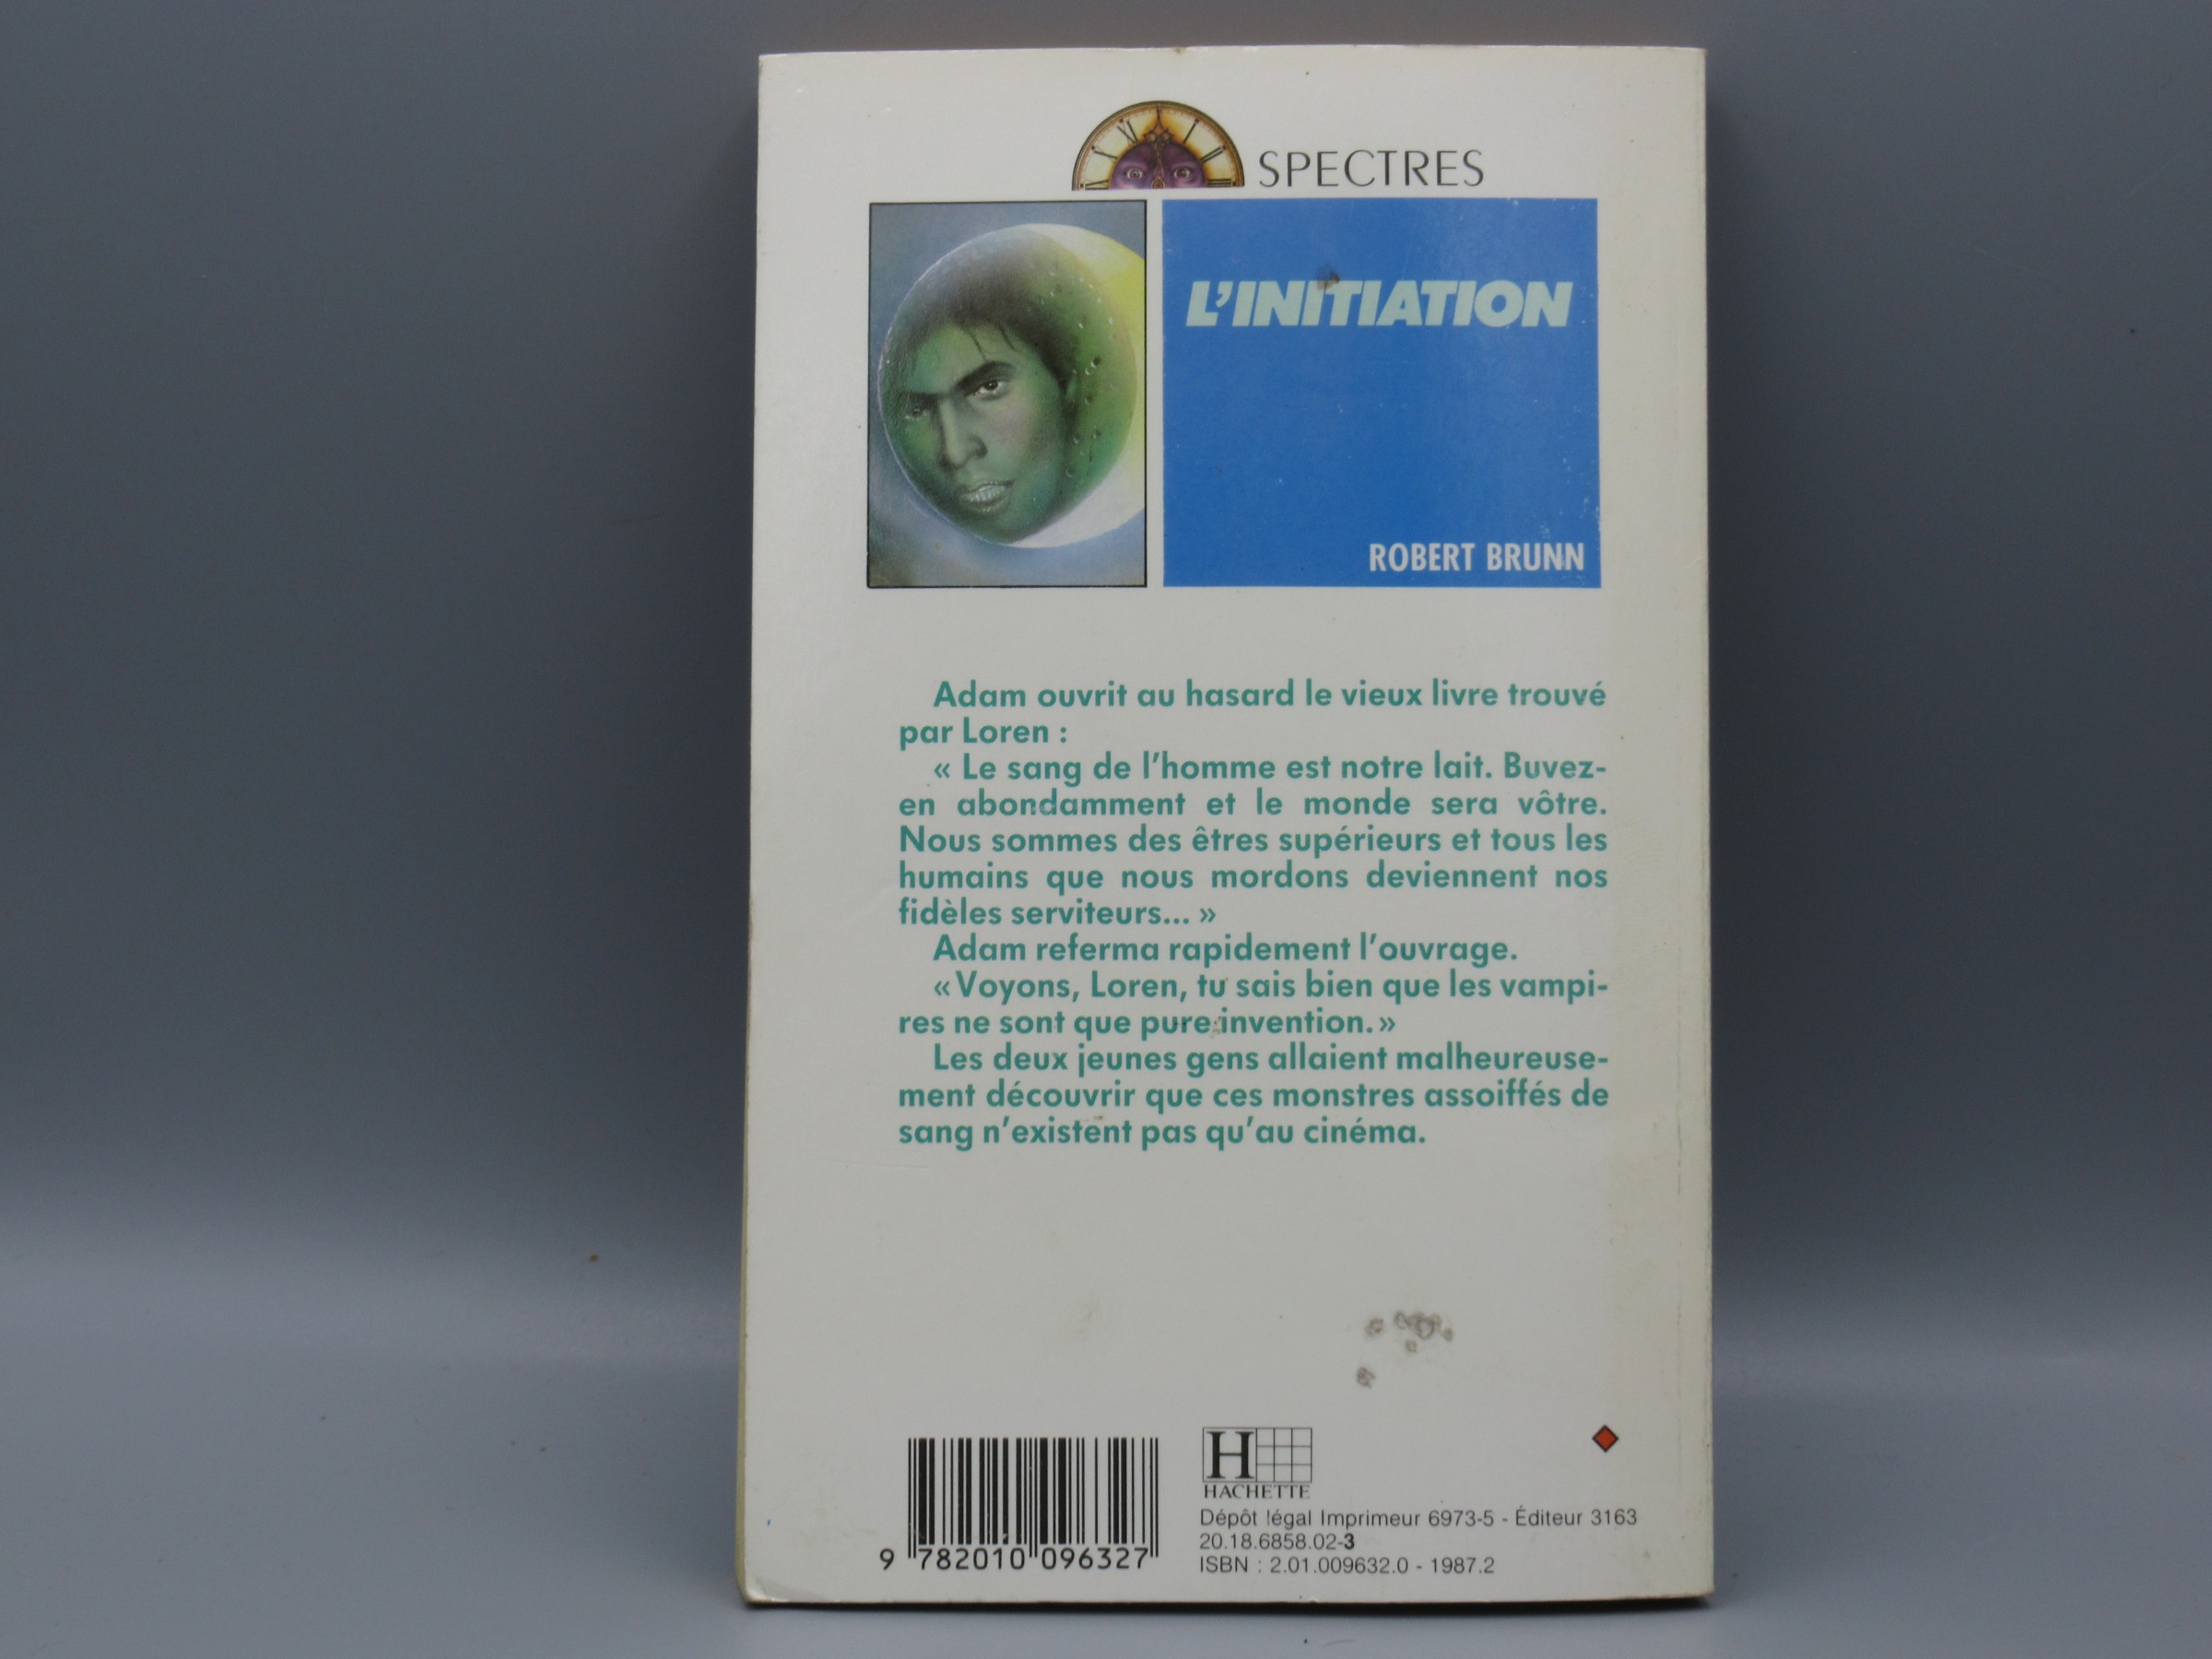 SPECTRES
L'INITIATION
ROBERT BRUNN
Adam ouvrit au hasard le vieux livre trouvé
par Loren :
« Le sang de l'homme est notre lait. Buvez-
en abondamment et le monde sera vôtre.
Nous sommes des êtres supérieurs et tous les
humains que nous mordons deviennent nos
fidèles serviteurs... »
Adam referma rapidement l'ouvrage.
« Voyons, Loren, tu sais bien que les vampi-
res ne sont que pure invention. »
Les deux jeunes gens allaient malheureuse-
ment découvrir que ces monstres assoiffés de
sang n'existent pas qu'au cinéma.
H
HACHETTE
Dépôt légal Imprimeur 6973-5 - Éditeur 3163
20.18.6858.02-3
ISBN : 2.01.009632.0 - 1987.2
9 782010 096327